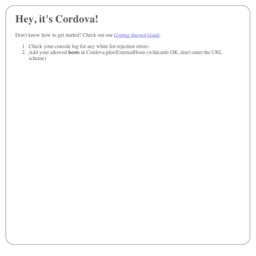 Hey, it's Cordova!
Don't know how to get started? Check out our Getting Started Guide
1. Check your console log for any white-list rejection errors.
2. Add your allowed hosts in Cordova.plist/ExternalHosts (wildcards OK, don't enter the URL
scheme)